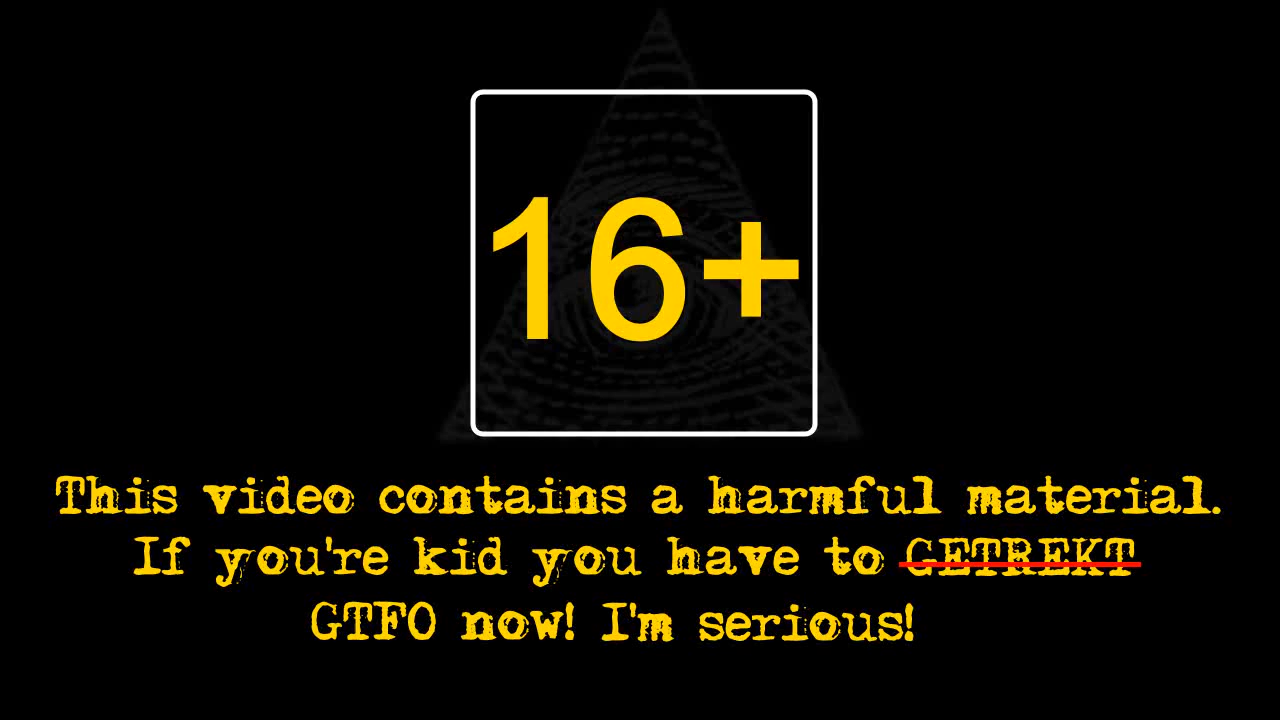 16+
This video contains a harmful material.
If you're kid you have to GETREKT
GTFO now! I'm serious!